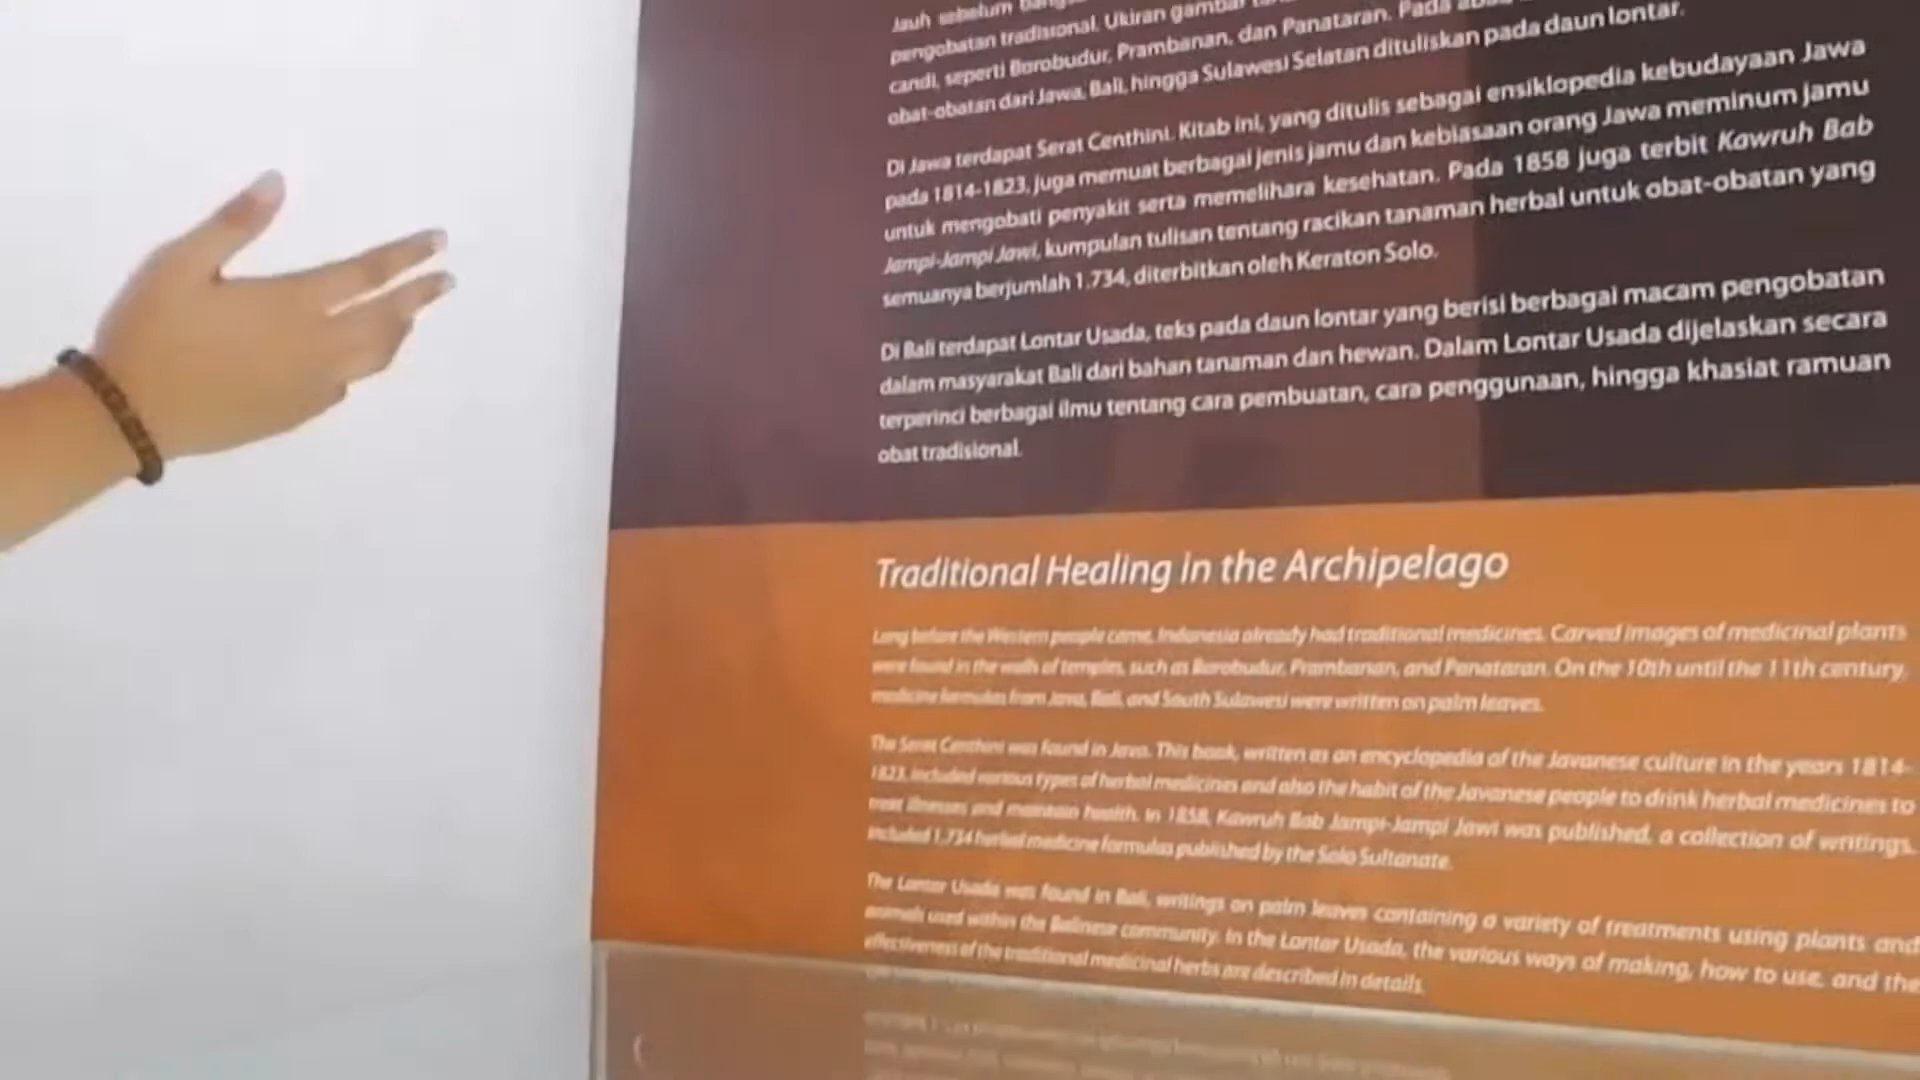 Jauh sebelum
pengobatan tradisional. Ukiran gambar
candi, seperti Borobudur, Prambanan, dan Panataran. Pada
obat-obatan dari Jawa, Bali, hingga Sulawesi Selatan dituliskan pada daun lontar.
Di Jawa terdapat Serat Centhini. Kitab ini, yang ditulis sebagai ensiklopedia kebudayaan Jawa
pada 1814-1823, juga memuat berbagai jenis jamu dan kebiasaan orang Jawa meminum jamu
untuk mengobati penyakit serta memelihara kesehatan. Pada 1858 juga terbit Kawruh Bab
Jampi-Jampi Jawi, kumpulan tulisan tentang racikan tanaman herbal untuk obat-obatan yang
semuanya berjumlah 1.734, diterbitkan oleh Keraton Solo.
Di Bali terdapat Lontar Usada, teks pada daun lontar yang berisi berbagai macam pengobatan
dalam masyarakat Bali dari bahan tanaman dan hewan. Dalam Lontar Usada dijelaskan secara
terperinci berbagai ilmu tentang cara pembuatan, cara penggunaan, hingga khasiat ramuan
obat tradisional.
Traditional Healing in the Archipelago
Long before the Western people came, Indonesia already had traditional medicines. Carved images of medicinal plants
were found in the walls of temples, such as Borobudur, Prambanan, and Panataran. On the 10th until the 11th century,
medicine formulas from Java, Bali, and South Sulawesi were written on palm leaves.
The Serat Centhini was found in Java. This book, written as an encyclopedia of the Javanese culture in the years 1814-
1823, included various types of herbal medicines and also the habit of the Javanese people to drink herbal medicines to
treat illnesses and maintain health. In 1858, Kawruh Bab Jampi-Jampi Jawi was published, a collection of writings,
included 1,734 herbal medicine formulas published by the Solo Sultanate.
The Lontar Usada was found in Bali, writings on palm leaves containing a variety of treatments using plants and
animals used within the Balinese community. In the Lontar Usada, the various ways of making, how to use, and the
effectiveness of the traditional medicinal herbs are described in details.